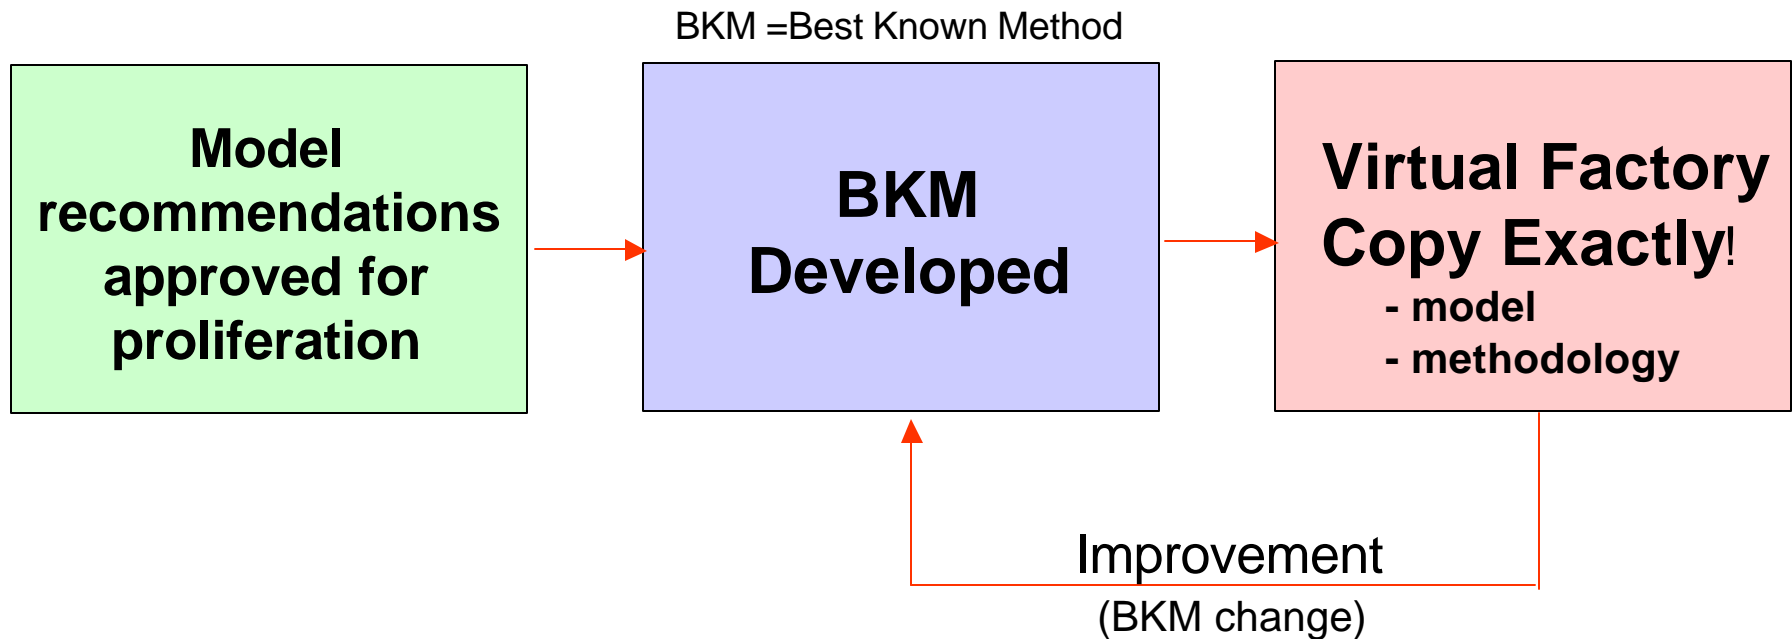 BKM =Best Known Method
Model
recommendations
approved for
proliferation
BKM
Developed
Virtual Factory
Copy Exactly!
- model
- methodology
Improvement
(BKM change)